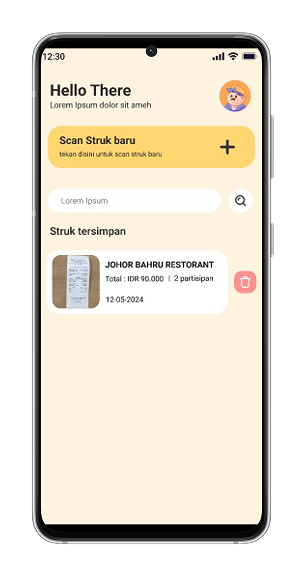 12:30
Hello There
Lorem Ipsum dolor sit ameh
Scan Struk baru
tekan disini untuk scan struk baru
Lorem Ipsum
Struk tersimpan
JOHOR BAHRU RESTORANT
Total : IDR 90.000 | 2 partisipan
12-05-2024